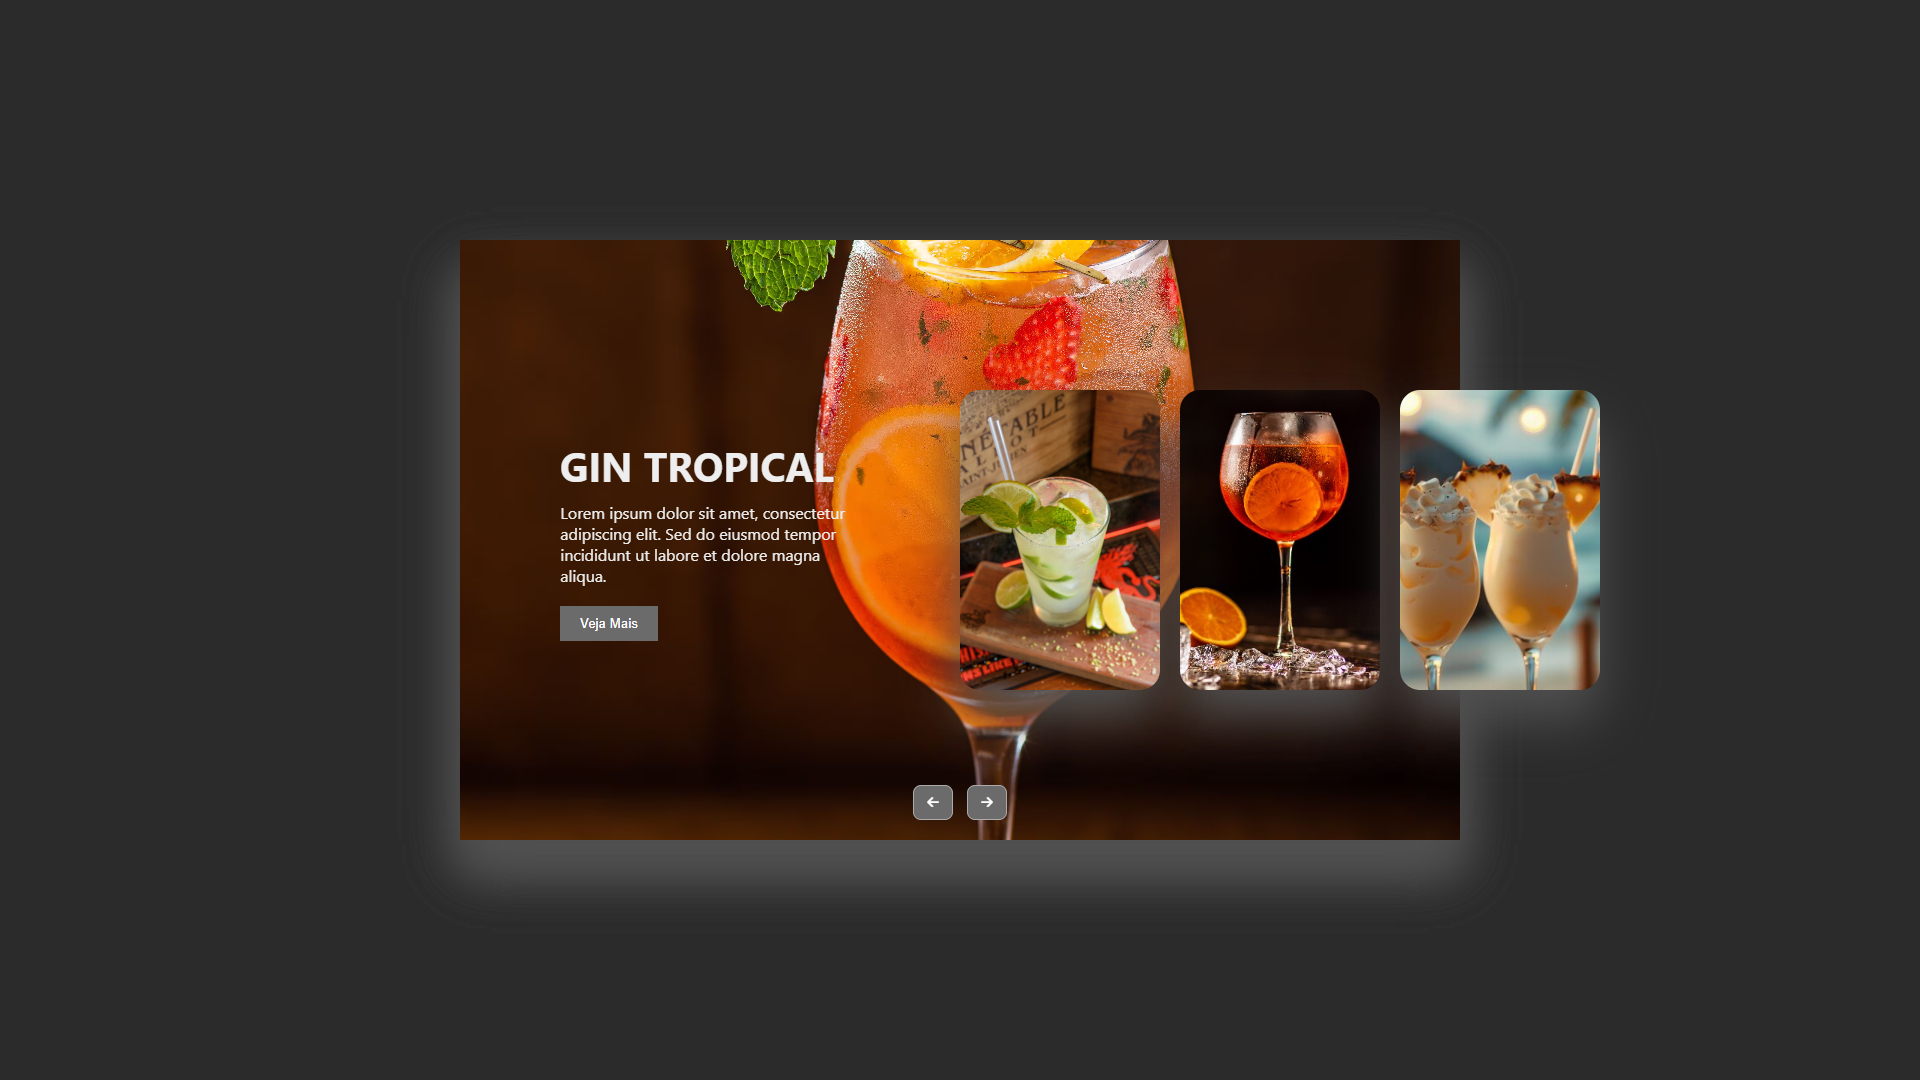 GIN TROPICAL
Lorem ipsum dolor sit amet, consectetur
adipiscing elit. Sed do eiusmod tempor
incididunt ut labore et dolore magna
aliqua.
Veja Mais